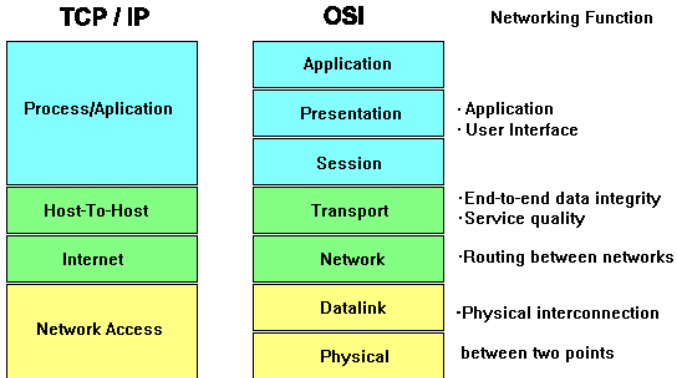 TCP / IP
OSI
Networking Function
Process/Aplication
Application
Presentation
Session
· Application
· User Interface
Host-To-Host
Transport
·End-to-end data integrity
·Service quality
Internet
Network
·Routing between networks
Network Access
Datalink
Physical
·Physical interconnection
between two points